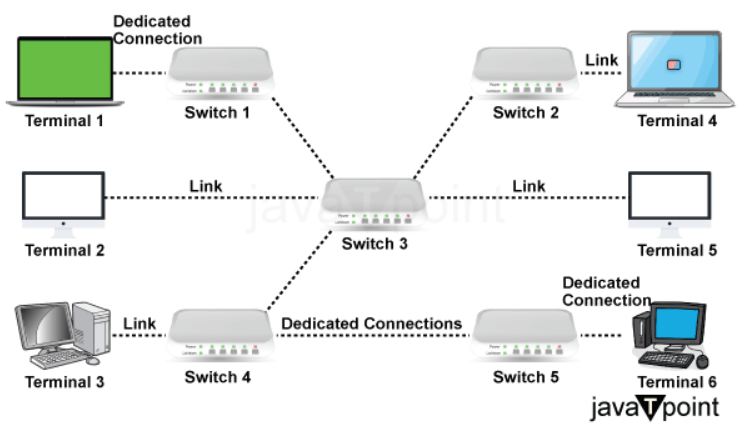 Dedicated
Connection
Link
Terminal 1
Switch 1
Switch 2
Terminal 4
Link
Link
javaTpoint
Terminal 2
Switch 3
Terminal 5
Dedicated
Connection
Link
Dedicated Connections
Terminal 3
Switch 4
Switch 5
Terminal 6
javaTpoint